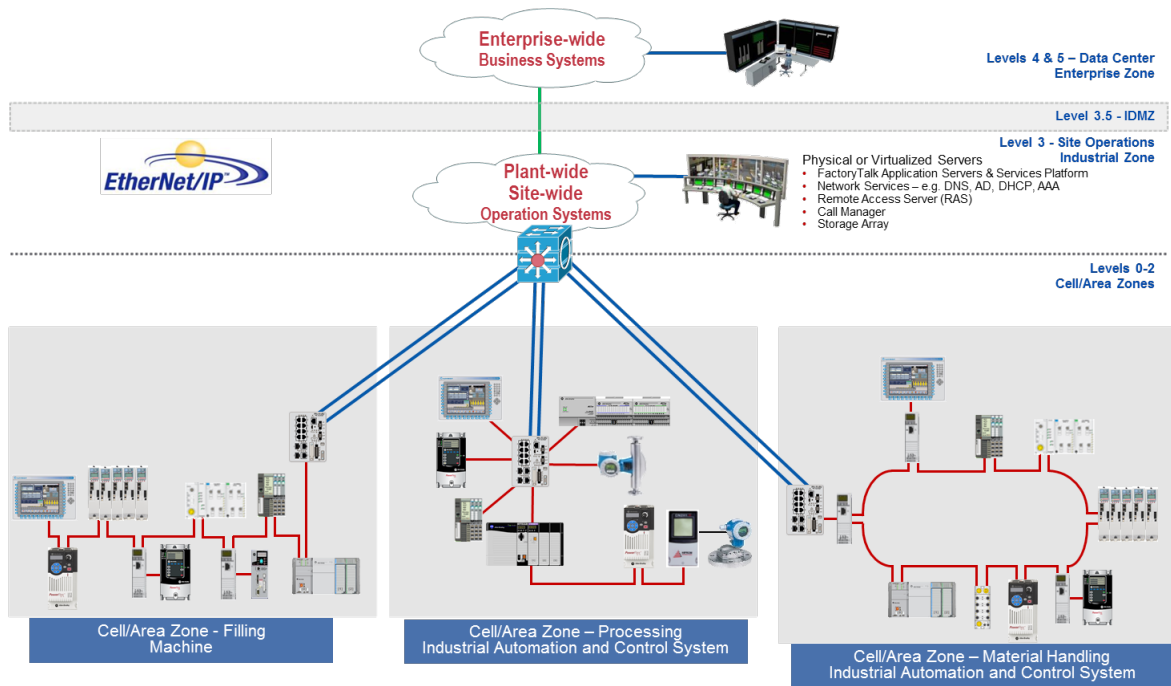 Enterprise-wide
Business Systems
Levels 4 & 5 – Data Center
Enterprise Zone
Level 3.5 - IDMZ
Level 3 - Site Operations
Industrial Zone
EtherNet/IP™
Plant-wide
Site-wide
Operation Systems
Physical or Virtualized Servers
• FactoryTalk Application Servers & Services Platform
• Network Services – e.g. DNS, AD, DHCP, AAA
• Remote Access Server (RAS)
• Call Manager
• Storage Array
Levels 0-2
Cell/Area Zones
Cell/Area Zone - Filling
Machine
Cell/Area Zone – Processing
Industrial Automation and Control System
Cell/Area Zone – Material Handling
Industrial Automation and Control System